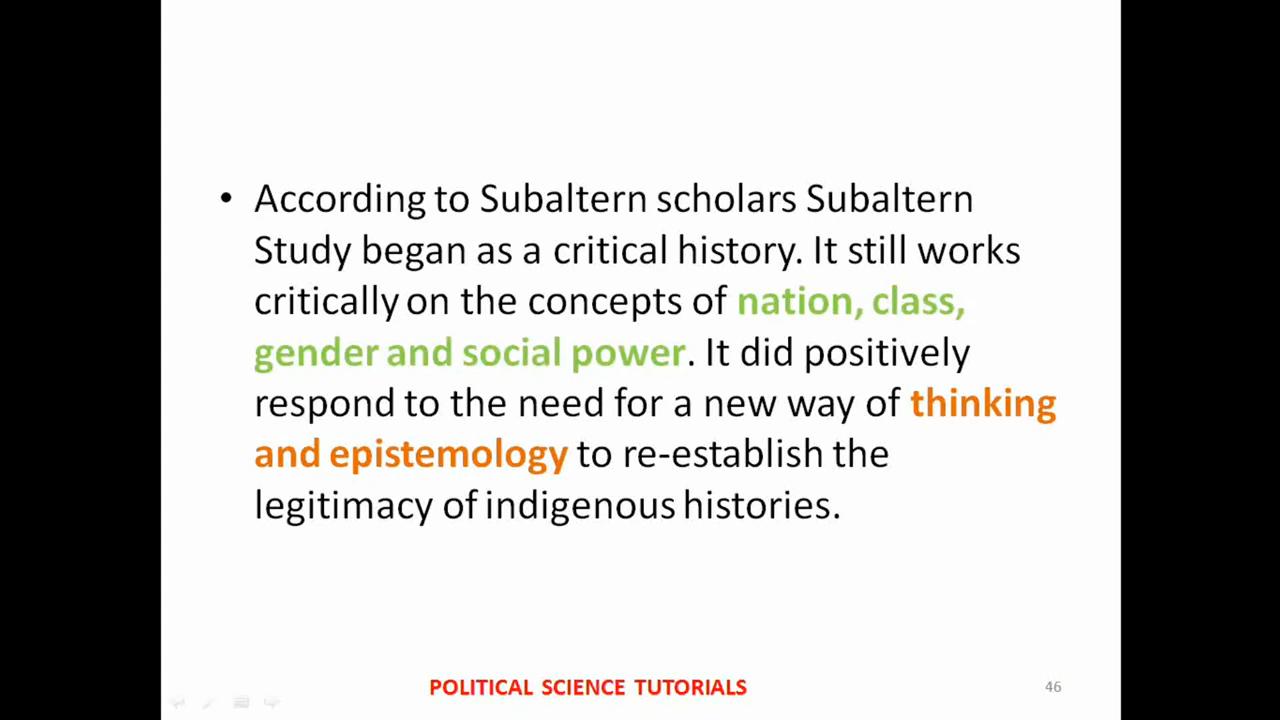 • According to Subaltern scholars Subaltern
Study began as a critical history. It still works
critically on the concepts of nation, class,
gender and social power. It did positively
respond to the need for a new way of thinking
and epistemology to re-establish the
legitimacy of indigenous histories.
POLITICAL SCIENCE TUTORIALS
46